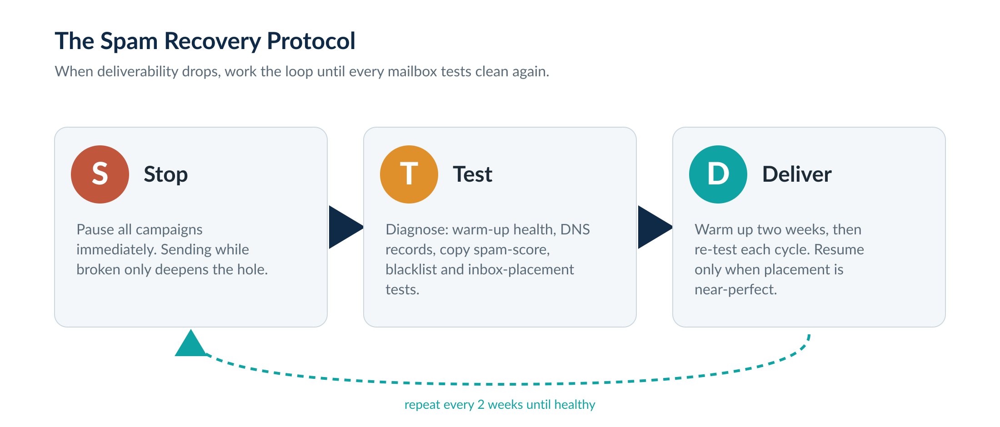 The Spam Recovery Protocol
When deliverability drops, work the loop until every mailbox tests clean again.
S
Stop
Pause all campaigns
immediately. Sending while
broken only deepens the hole.
T
Test
Diagnose: warm-up health, DNS
records, copy spam-score,
blacklist and inbox-placement
tests.
D
Deliver
Warm up two weeks, then
re-test each cycle. Resume
only when placement is
near-perfect.
repeat every 2 weeks until healthy